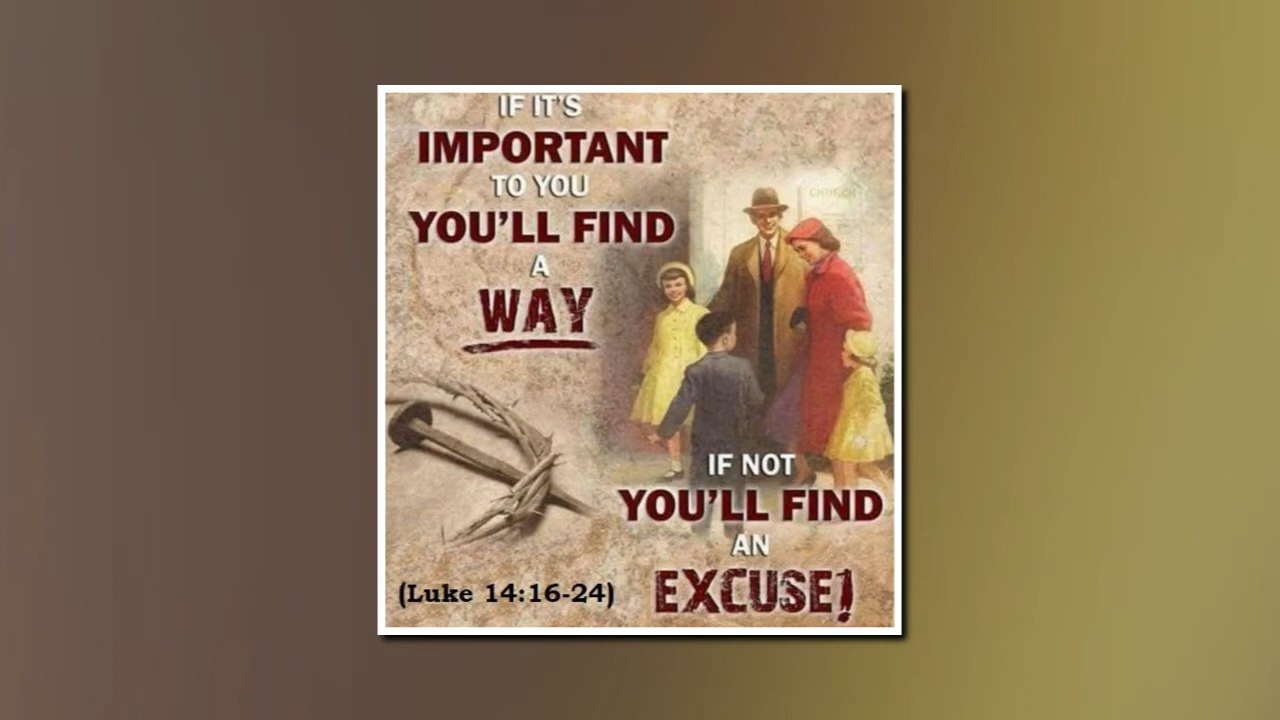 IF IT'S
IMPORTANT
TO YOU
YOU'LL FIND
A
WAY
CHURCH
IF NOT
YOU'LL FIND
AN
EXCUSE!
(Luke 14:16-24)